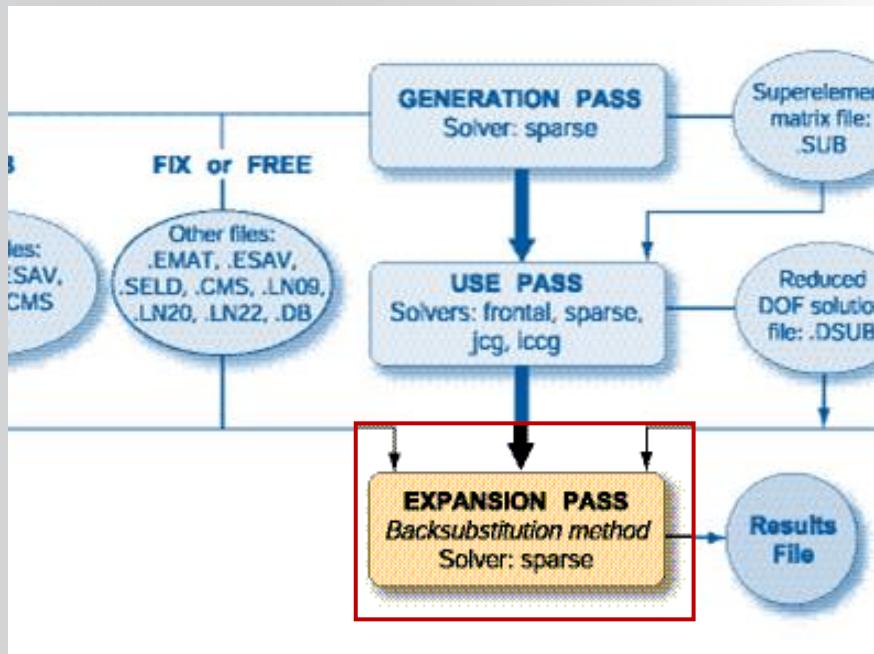 GENERATION PASS
Solver: sparse
matrix file:
.SUB
FIX or FREE
Other files:
.EMAT, .ESAV,
.SELD, .CMS, .LN09,
.LN20, .LN22, .DB
ESAV,
CMS
USE PASS
Solvers: frontal, sparse,
jcg, iccg
Reduced
DOF
file: .DSUB
EXPANSION PASS
Backsubstitution method
Solver: sparse
Results
File